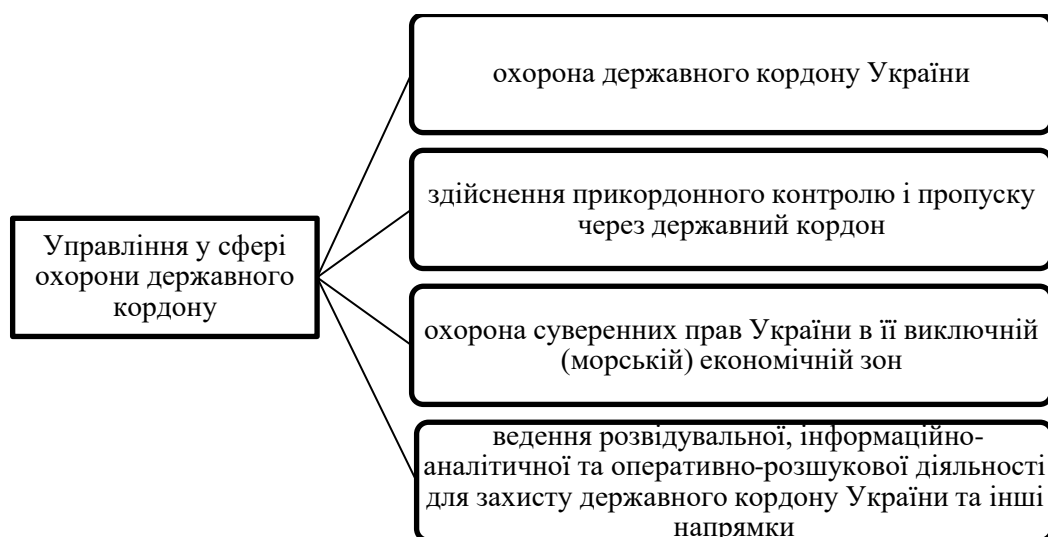 охорона державного кордону України
здійснення прикордонного контролю і пропуску
через державний кордон
Управління у сфері
охорони державного
кордону
охорона суверенних прав України в її виключній
(морській) економічній зон
ведення розвідувальної, інформаційно-
аналітичної та оперативно-розшукової діяльності
для захисту державного кордону України та інші
напрямки